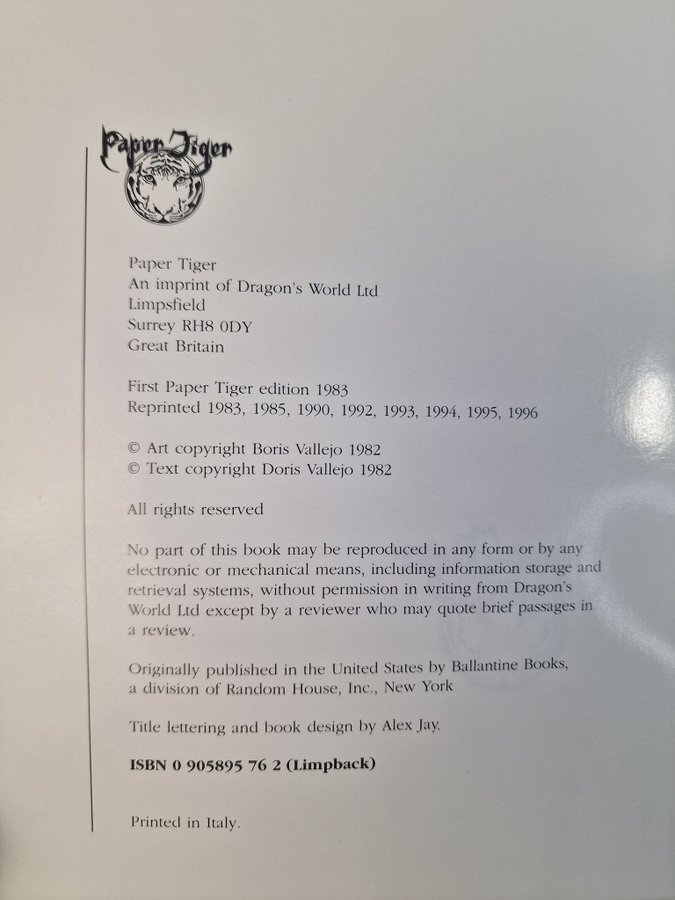 Paper Tiger
Paper Tiger
An imprint of Dragon's World Ltd
Limpsfield
Surrey RH8 0DY
Great Britain
First Paper Tiger edition 1983
Reprinted 1983, 1985, 1990, 1992, 1993, 1994, 1995, 1996
© Art copyright Boris Vallejo 1982
© Text copyright Doris Vallejo 1982
All rights reserved
No part of this book may be reproduced in any form or by any
electronic or mechanical means, including information storage and
retrieval systems, without permission in writing from Dragon's
World Ltd except by a reviewer who may quote brief passages in
a review.
Originally published in the United States by Ballantine Books,
a division of Random House, Inc., New York
Title lettering and book design by Alex Jay.
ISBN 0 905895 76 2 (Limpback)
Printed in Italy.